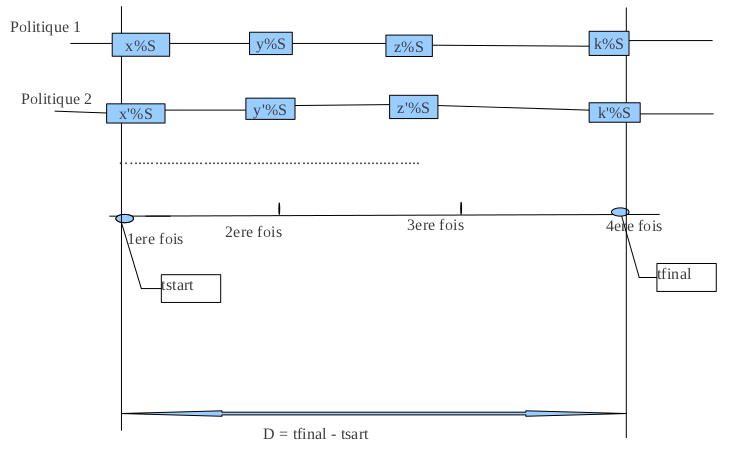 Politique 1
x%S y%S z%S k%S
Politique 2
x'%S y'%S z'%S k'%S
1ere fois 2ere fois 3ere fois 4ere fois
tstart tfinal
D = tfinal - tsart